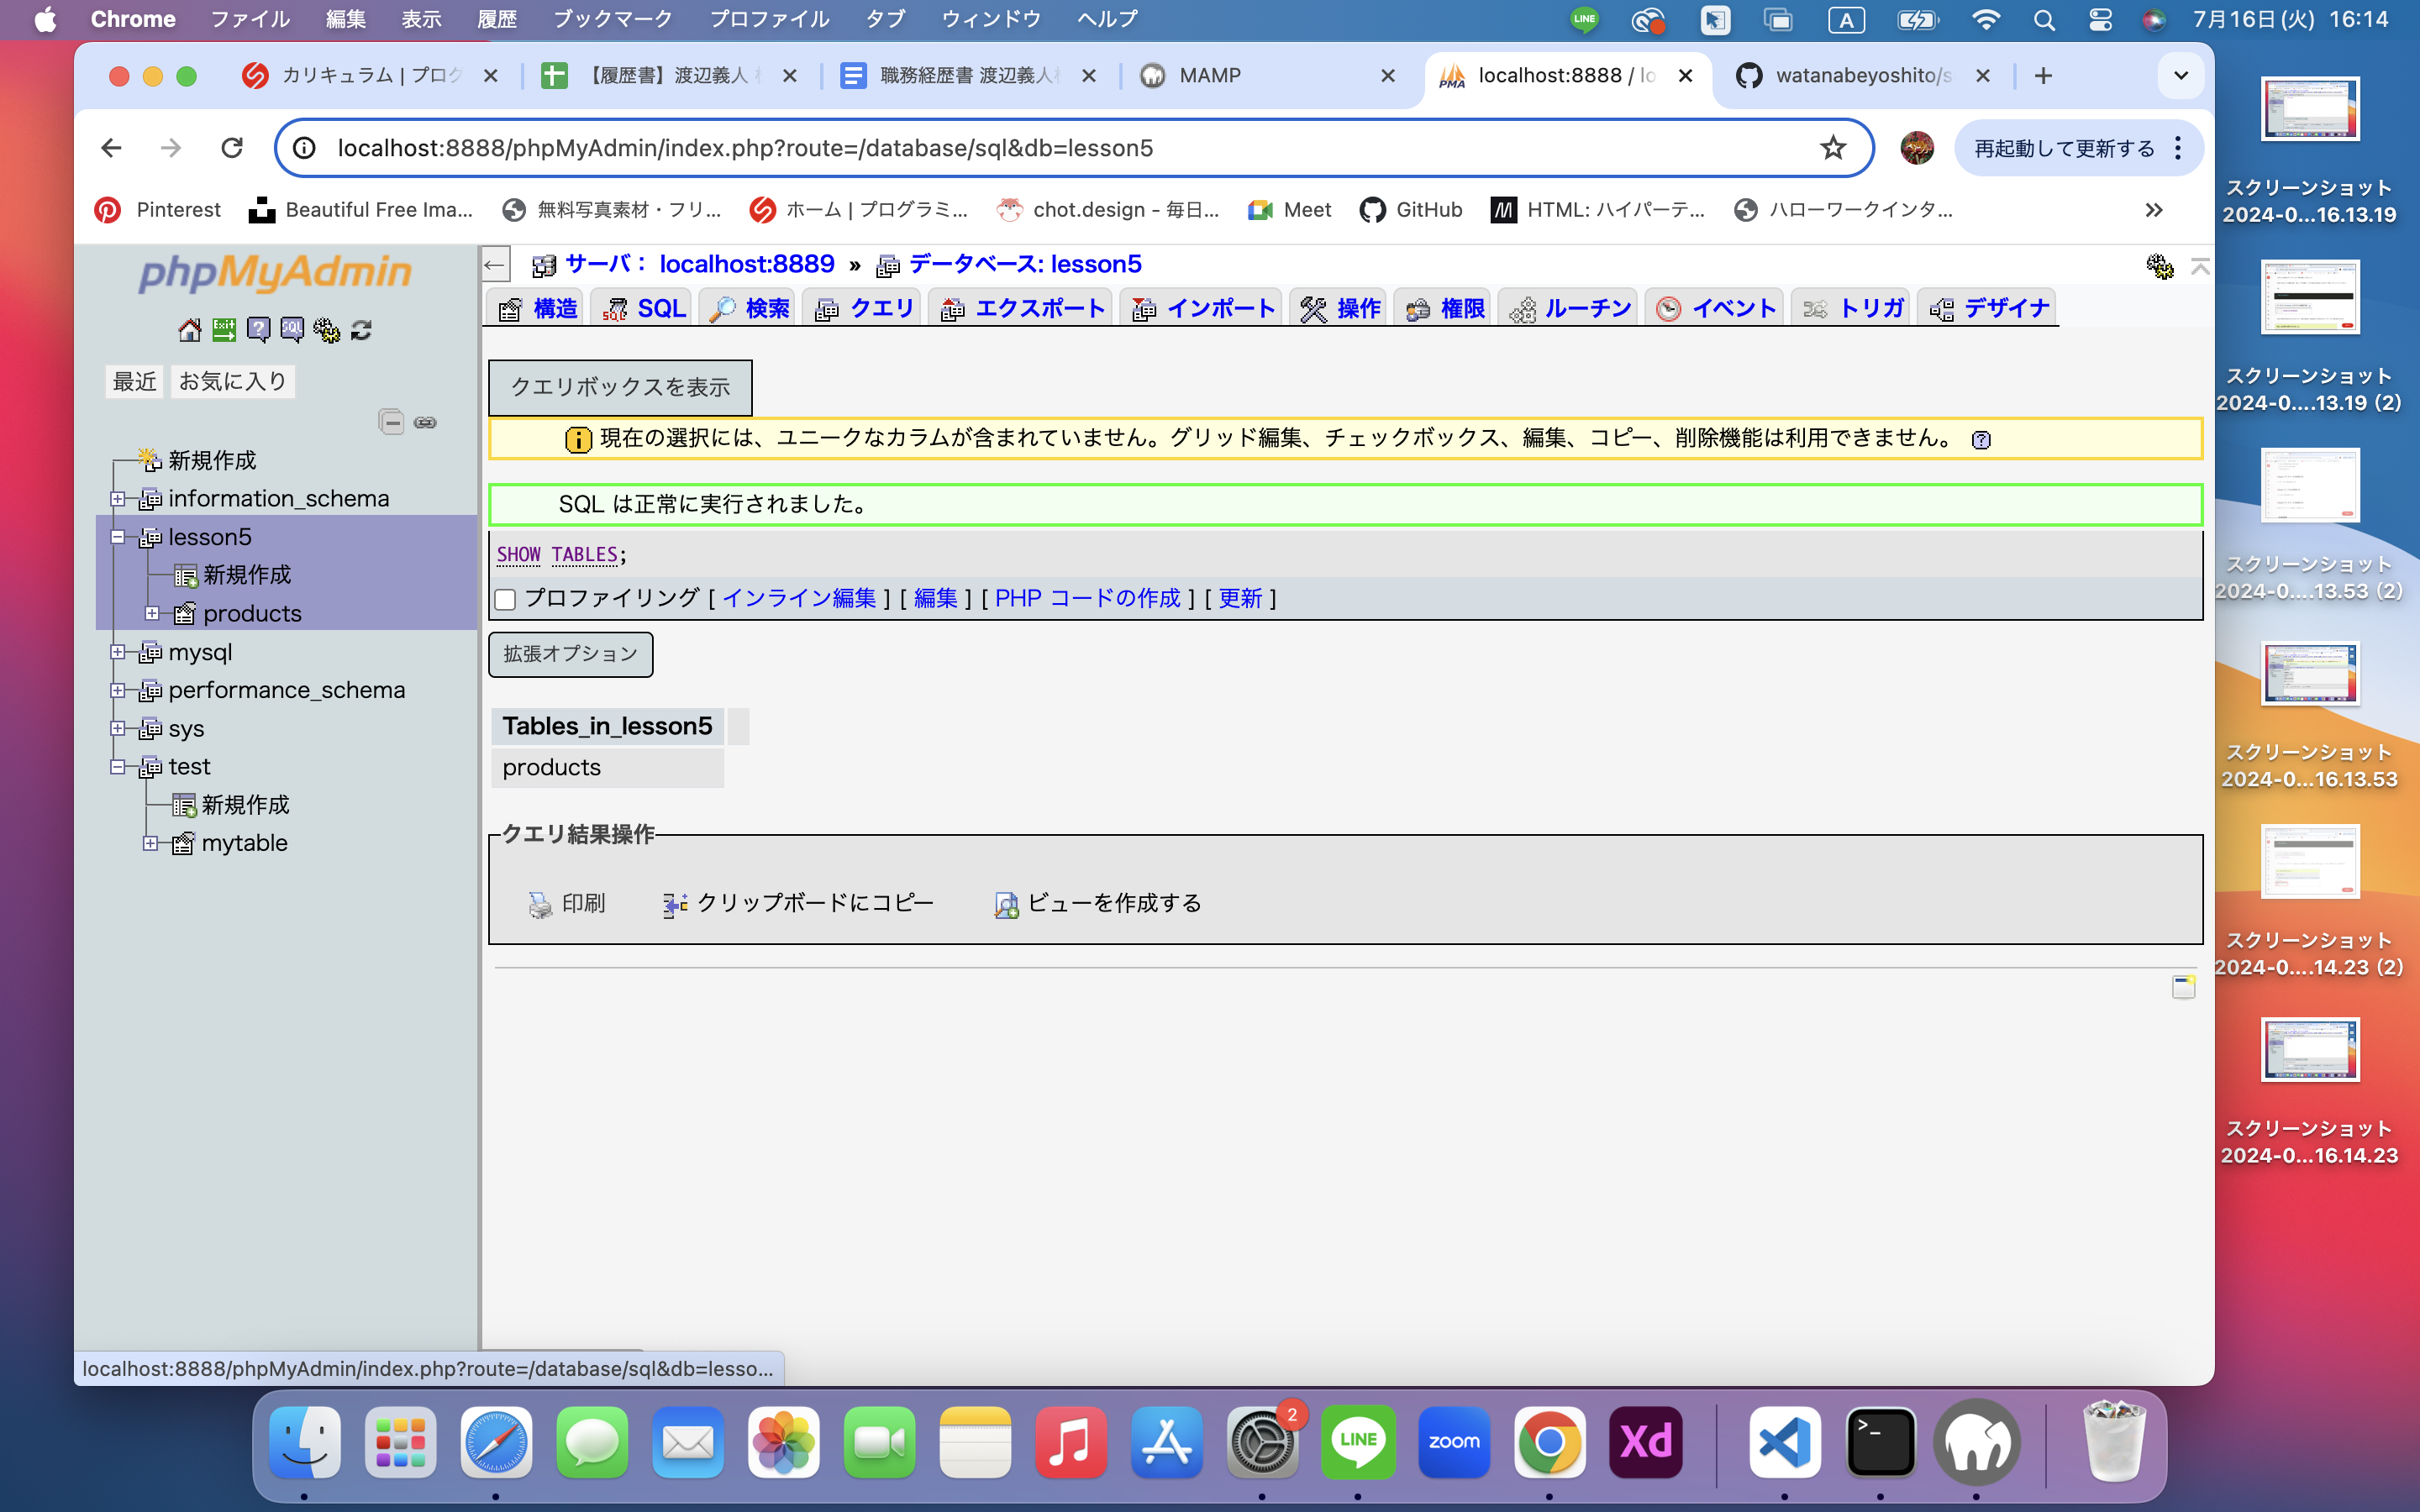 Chrome ファイル 編集 表示 履歴 ブックマーク プロファイル タブ ウィンドウ ヘルプ LINE A 7月16日(火) 16:14
カリキュラム | プログ 【履歴書】渡辺義人 職務経歴書 渡辺義人 MAMP PMA localhost:8888 / lo watanabeyoshito/s
localhost:8888/phpMyAdmin/index.php?route=/database/sql&db=lesson5 再起動して更新する
Pinterest Beautiful Free Ima... 無料写真素材・フリ... ホーム | プログラミ... chot.design - 毎日... Meet GitHub HTML: ハイパーテ... ハローワークインタ...
phpMyAdmin
最近 お気に入り
新規作成
information_schema
lesson5
新規作成
products
mysql
performance_schema
sys
test
新規作成
mytable
サーバ： localhost:8889 » データベース: lesson5
構造 SQL 検索 クエリ エクスポート インポート 操作 権限 ルーチン イベント トリガ デザイナ
クエリボックスを表示
現在の選択には、ユニークなカラムが含まれていません。グリッド編集、チェックボックス、編集、コピー、削除機能は利用できません。
SQL は正常に実行されました。
SHOW TABLES;
プロファイリング [ インライン編集 ] [ 編集 ] [ PHP コードの作成 ] [ 更新 ]
拡張オプション
Tables_in_lesson5
products
クエリ結果操作
印刷 クリップボードにコピー ビューを作成する
localhost:8888/phpMyAdmin/index.php?route=/database/sql&db=lesso...
スクリーンショット
2024-0...16.13.19
スクリーンショット
2024-0....13.19 (2)
スクリーンショット
2024-0....13.53 (2)
スクリーンショット
2024-0...16.13.53
スクリーンショット
2024-0....14.23 (2)
スクリーンショット
2024-0...16.14.23
2
LINE
zoom
Xd